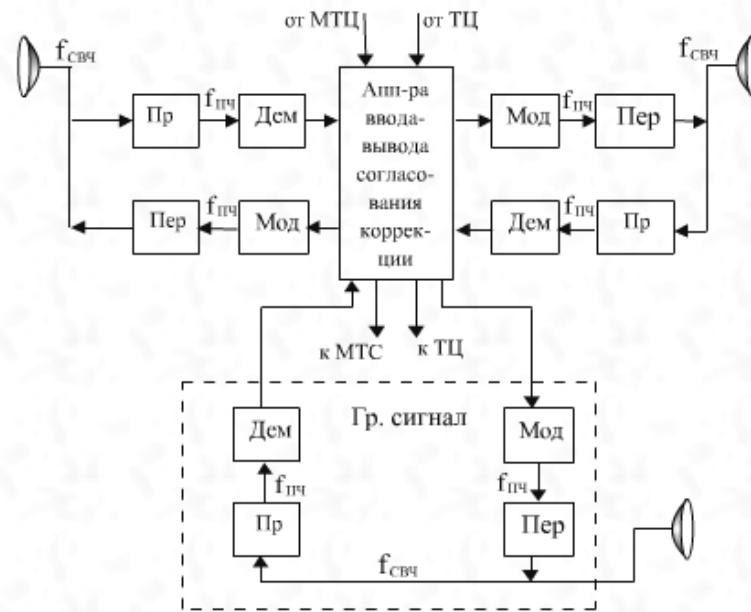 от МТЦ
от ТЦ
fСВЧ
fСВЧ
Апп-ра
ввода-
вывода
согласо-
вания
коррек-
ции
Пр
fПЧ
Дем
Мод
fПЧ
Пер
Пер
fПЧ
Мод
Дем
fПЧ
Пр
к МТС
к ТЦ
Дем
Гр. сигнал
Мод
fПЧ
fПЧ
Пр
Пер
fСВЧ